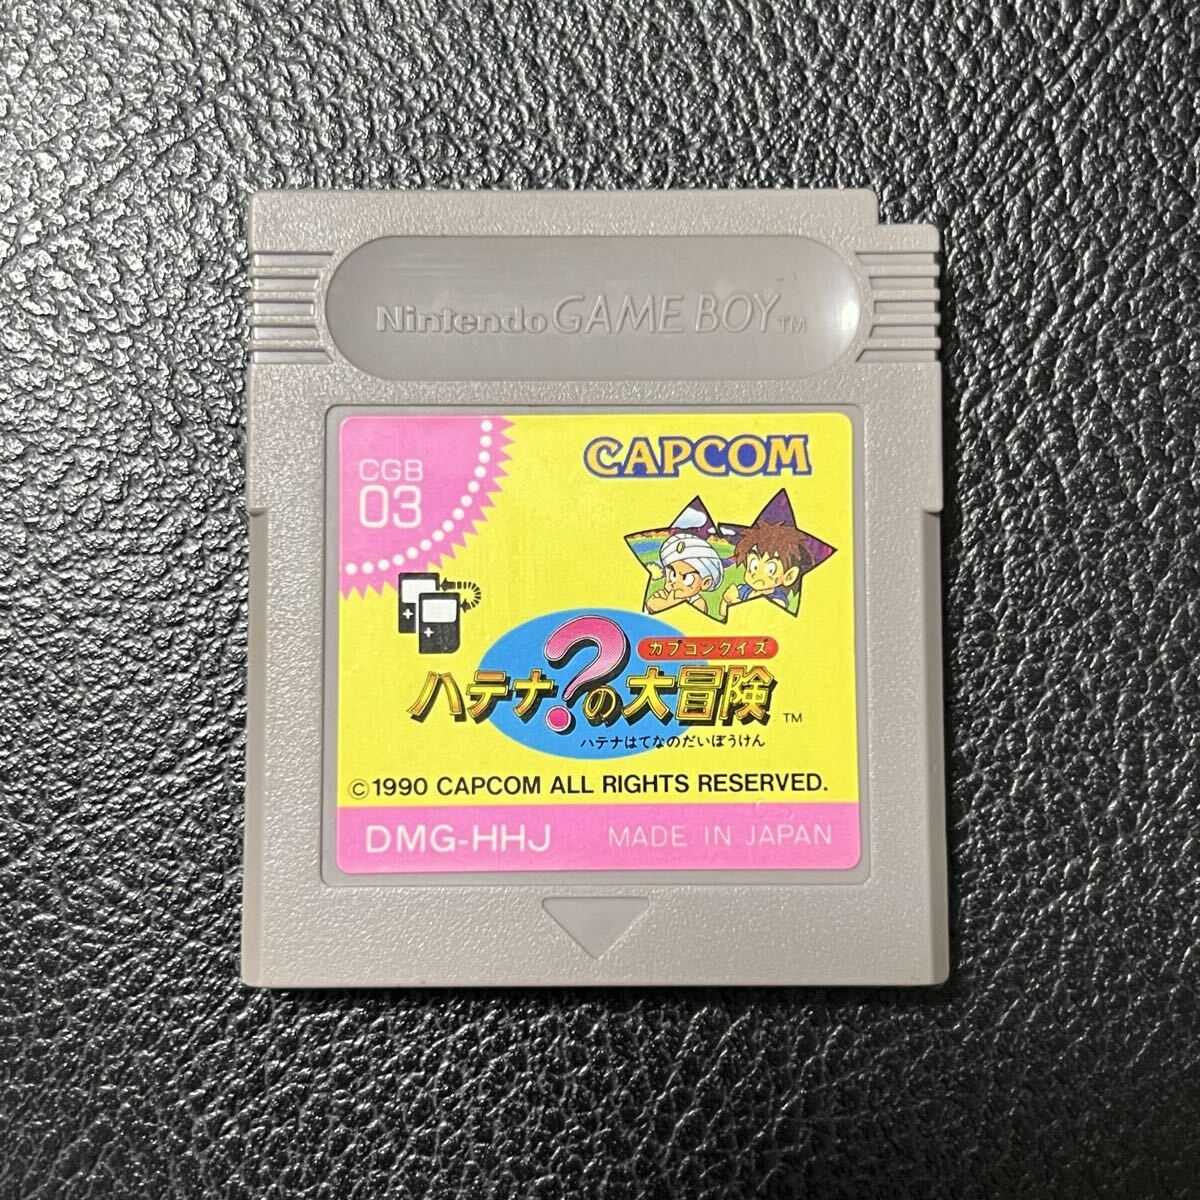 Nintendo GAME BOY™
CGB
03
CAPCOM
カプコンクイズ
ハテナ?の大冒険™
ハテナはてなのだいぼうけん
©1990 CAPCOM ALL RIGHTS RESERVED.
DMG-HHJ
MADE IN JAPAN